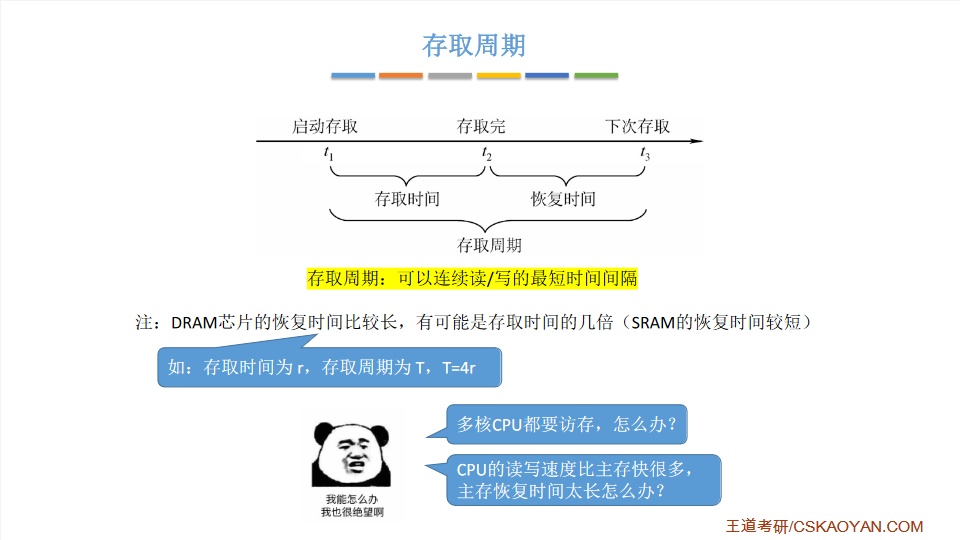 存取周期
启动存取 存取完 下次存取
t1 t2 t3
存取时间 恢复时间
存取周期
存取周期：可以连续读/写的最短时间间隔
注：DRAM芯片的恢复时间比较长，有可能是存取时间的几倍（SRAM的恢复时间较短）
如：存取时间为 r，存取周期为 T，T=4r
多核CPU都要访存，怎么办？
CPU的读写速度比主存快很多，
主存恢复时间太长怎么办？
我能怎么办
我也很绝望啊
王道考研/CSKAOYAN.COM